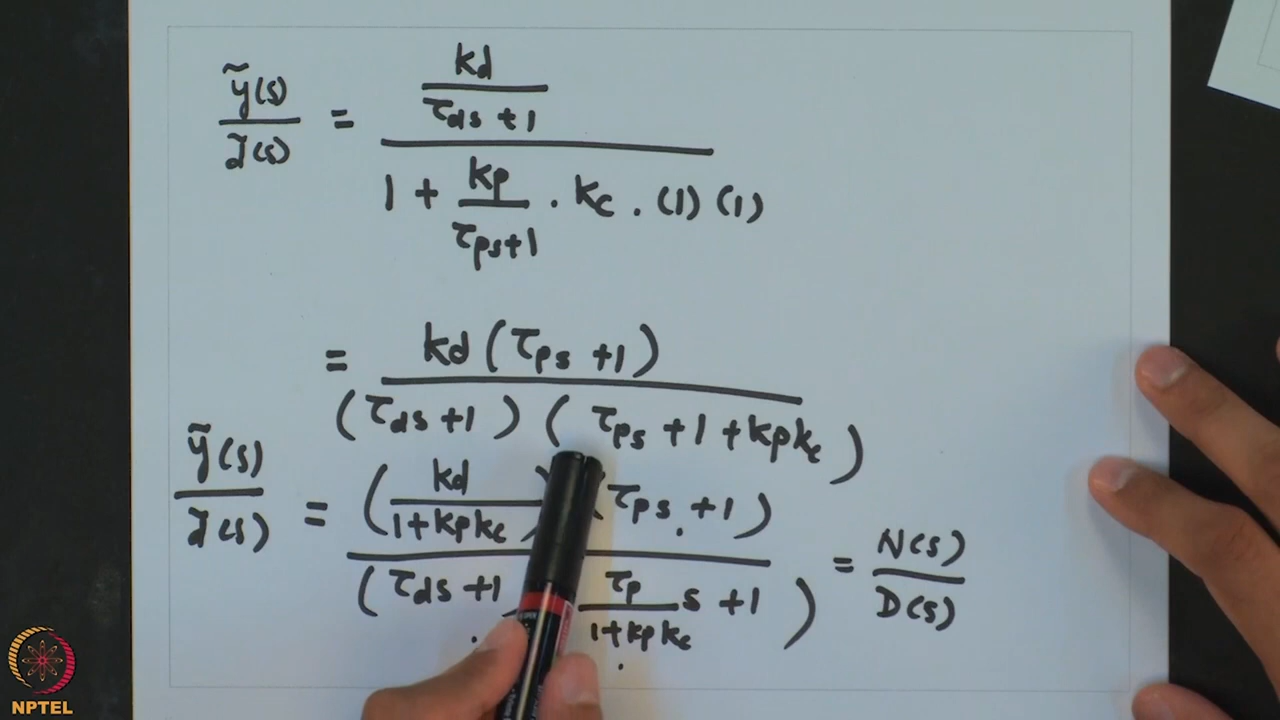 ỹ(s)/d̃(s) = (kd/(τds+1)) / (1 + (kp/(τps+1)) . kc . (1) (1))
= kd(τps+1) / ((τds+1)(τps+1+kpkc))
ỹ(s)/d̃(s) = (kd/(1+kpkc))(τps+1) / ((τds+1 τp/(1+kpkc) s+1) = N(s)/D(s)
NPTEL